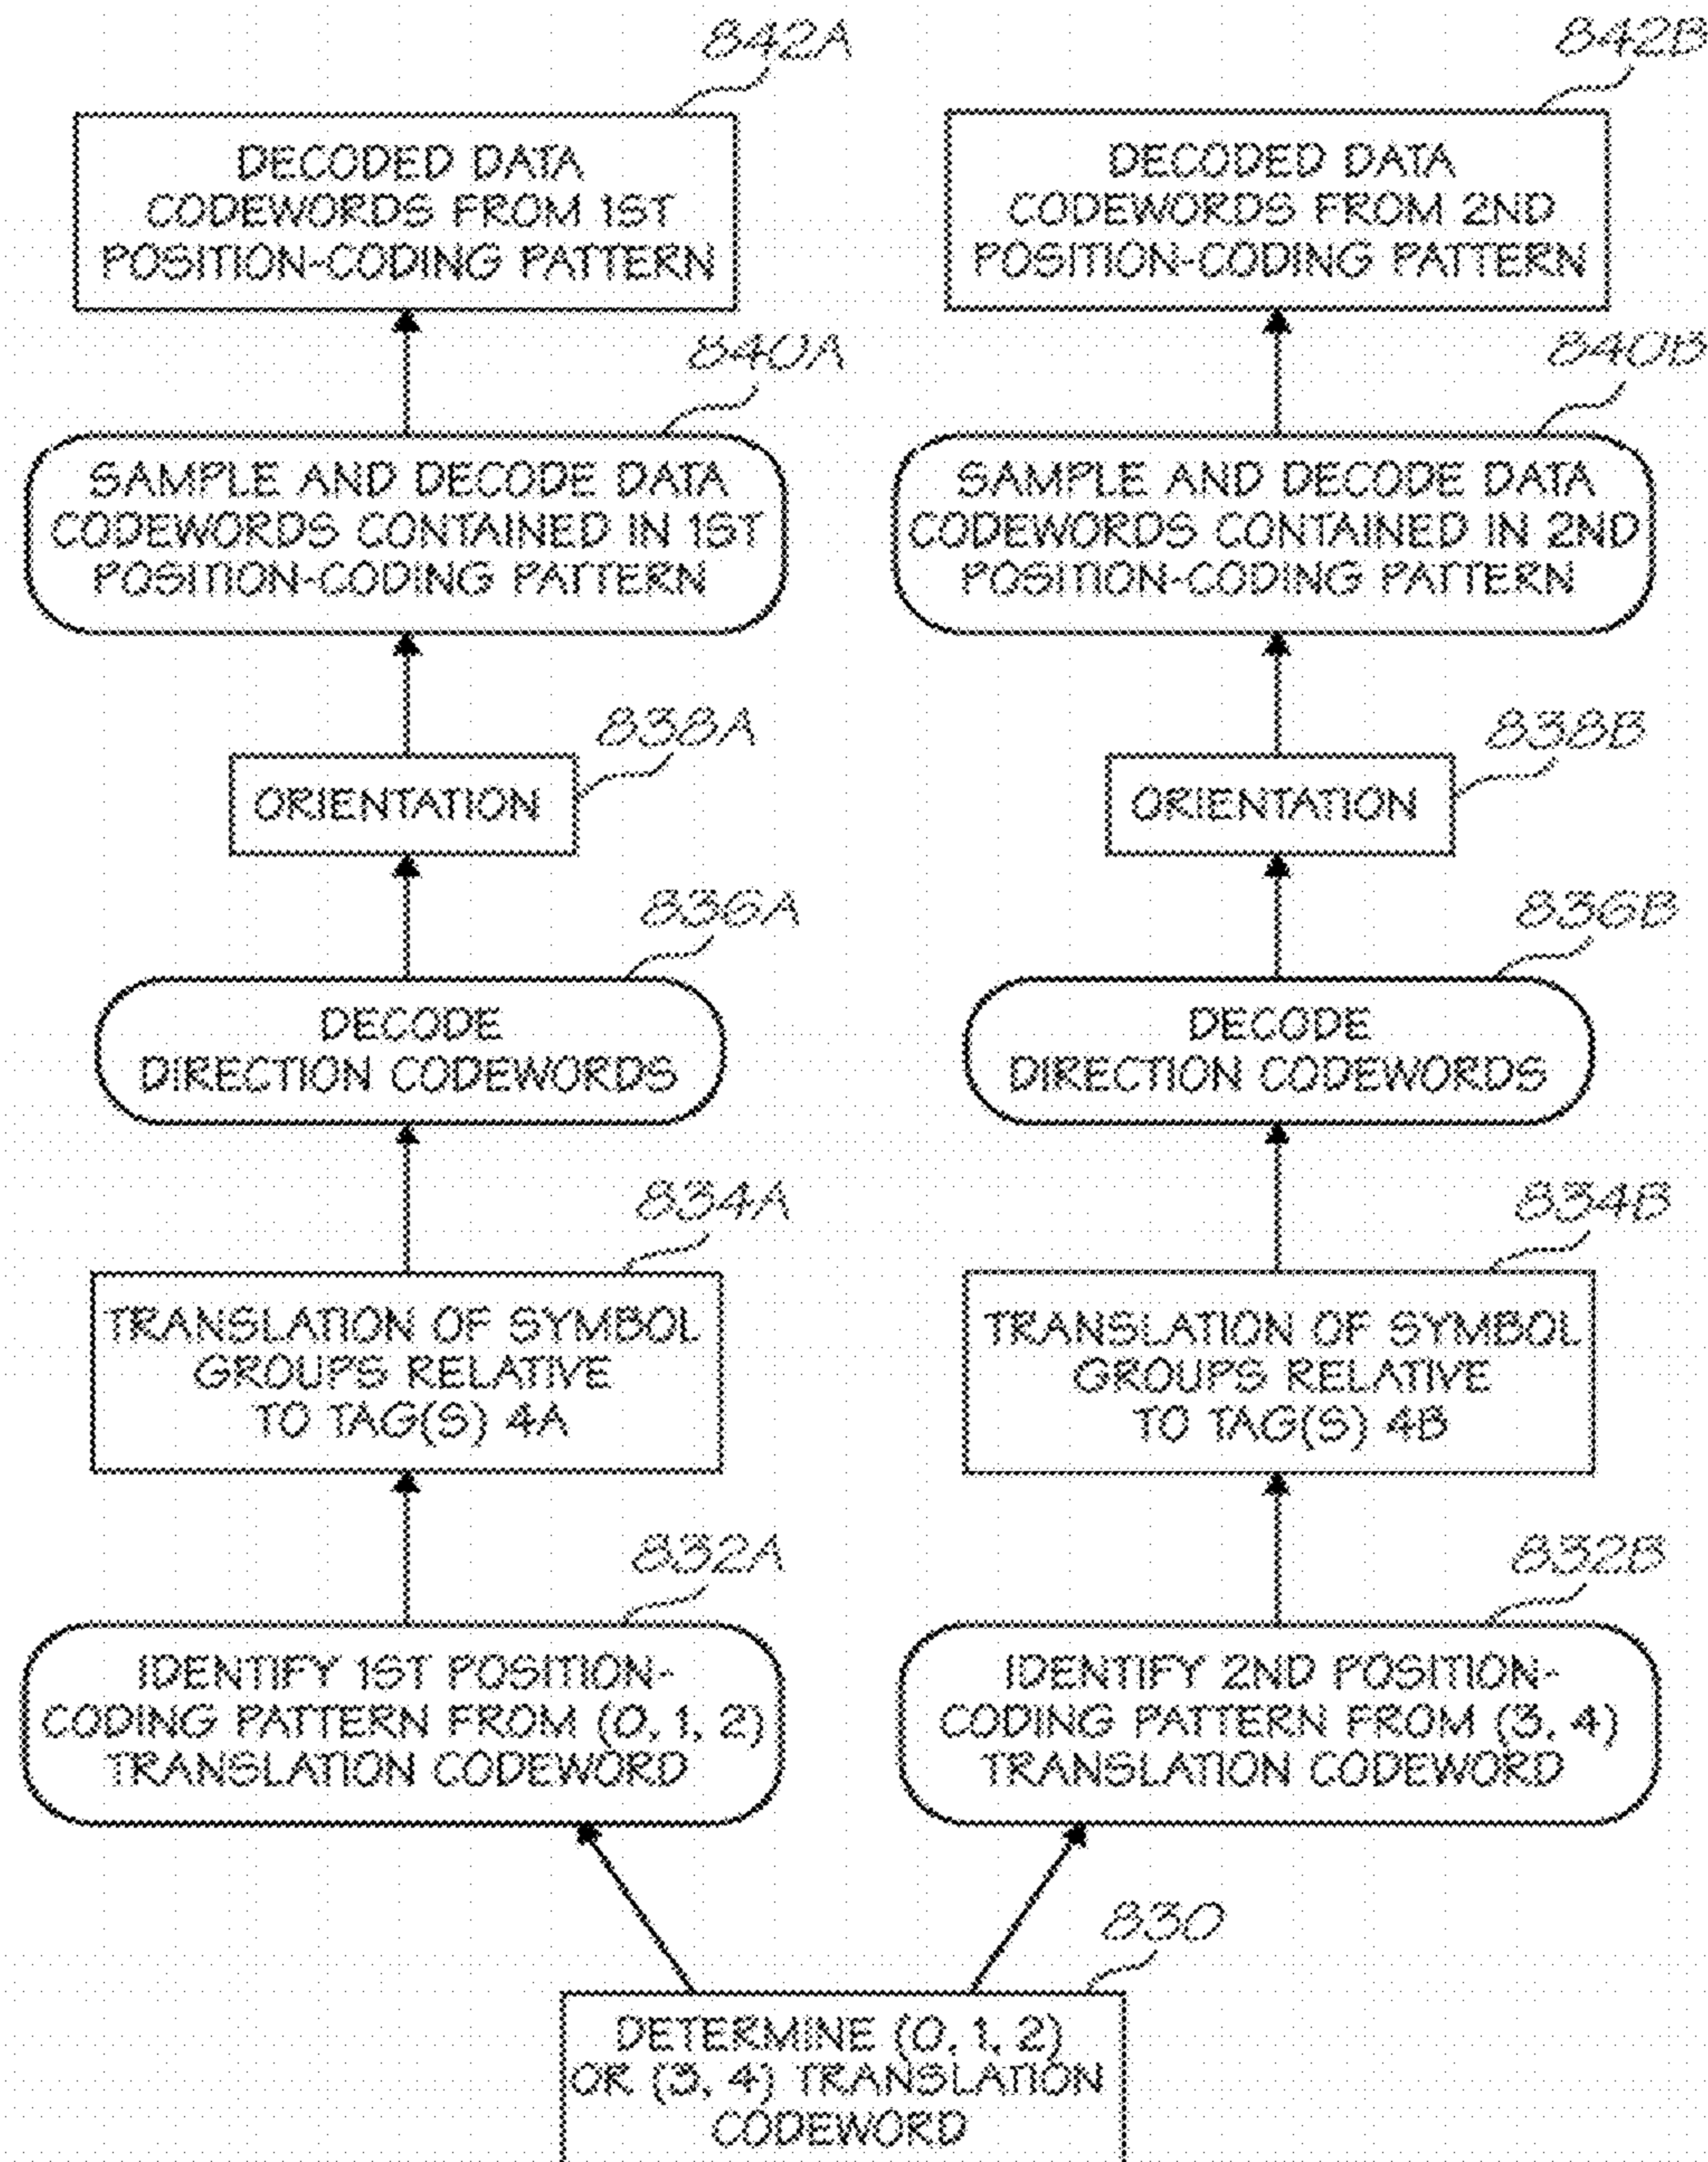 842A
842B
DECODED DATA
CODEWORDS FROM 1ST
POSITION-CODING PATTERN
DECODED DATA
CODEWORDS FROM 2ND
POSITION-CODING PATTERN
840A
840B
SAMPLE AND DECODE DATA
CODEWORDS CONTAINED IN 1ST
POSITION-CODING PATTERN
SAMPLE AND DECODE DATA
CODEWORDS CONTAINED IN 2ND
POSITION-CODING PATTERN
838A
838B
ORIENTATION
ORIENTATION
836A
836B
DECODE
DIRECTION CODEWORDS
DECODE
DIRECTION CODEWORDS
834A
834B
TRANSLATION OF SYMBOL
GROUPS RELATIVE
TO TAG(S) 4A
TRANSLATION OF SYMBOL
GROUPS RELATIVE
TO TAG(S) 4B
832A
832B
IDENTIFY 1ST POSITION-
CODING PATTERN FROM (0, 1, 2)
TRANSLATION CODEWORD
IDENTIFY 2ND POSITION-
CODING PATTERN FROM (3, 4)
TRANSLATION CODEWORD
830
DETERMINE (0, 1, 2)
OR (3, 4) TRANSLATION
CODEWORD